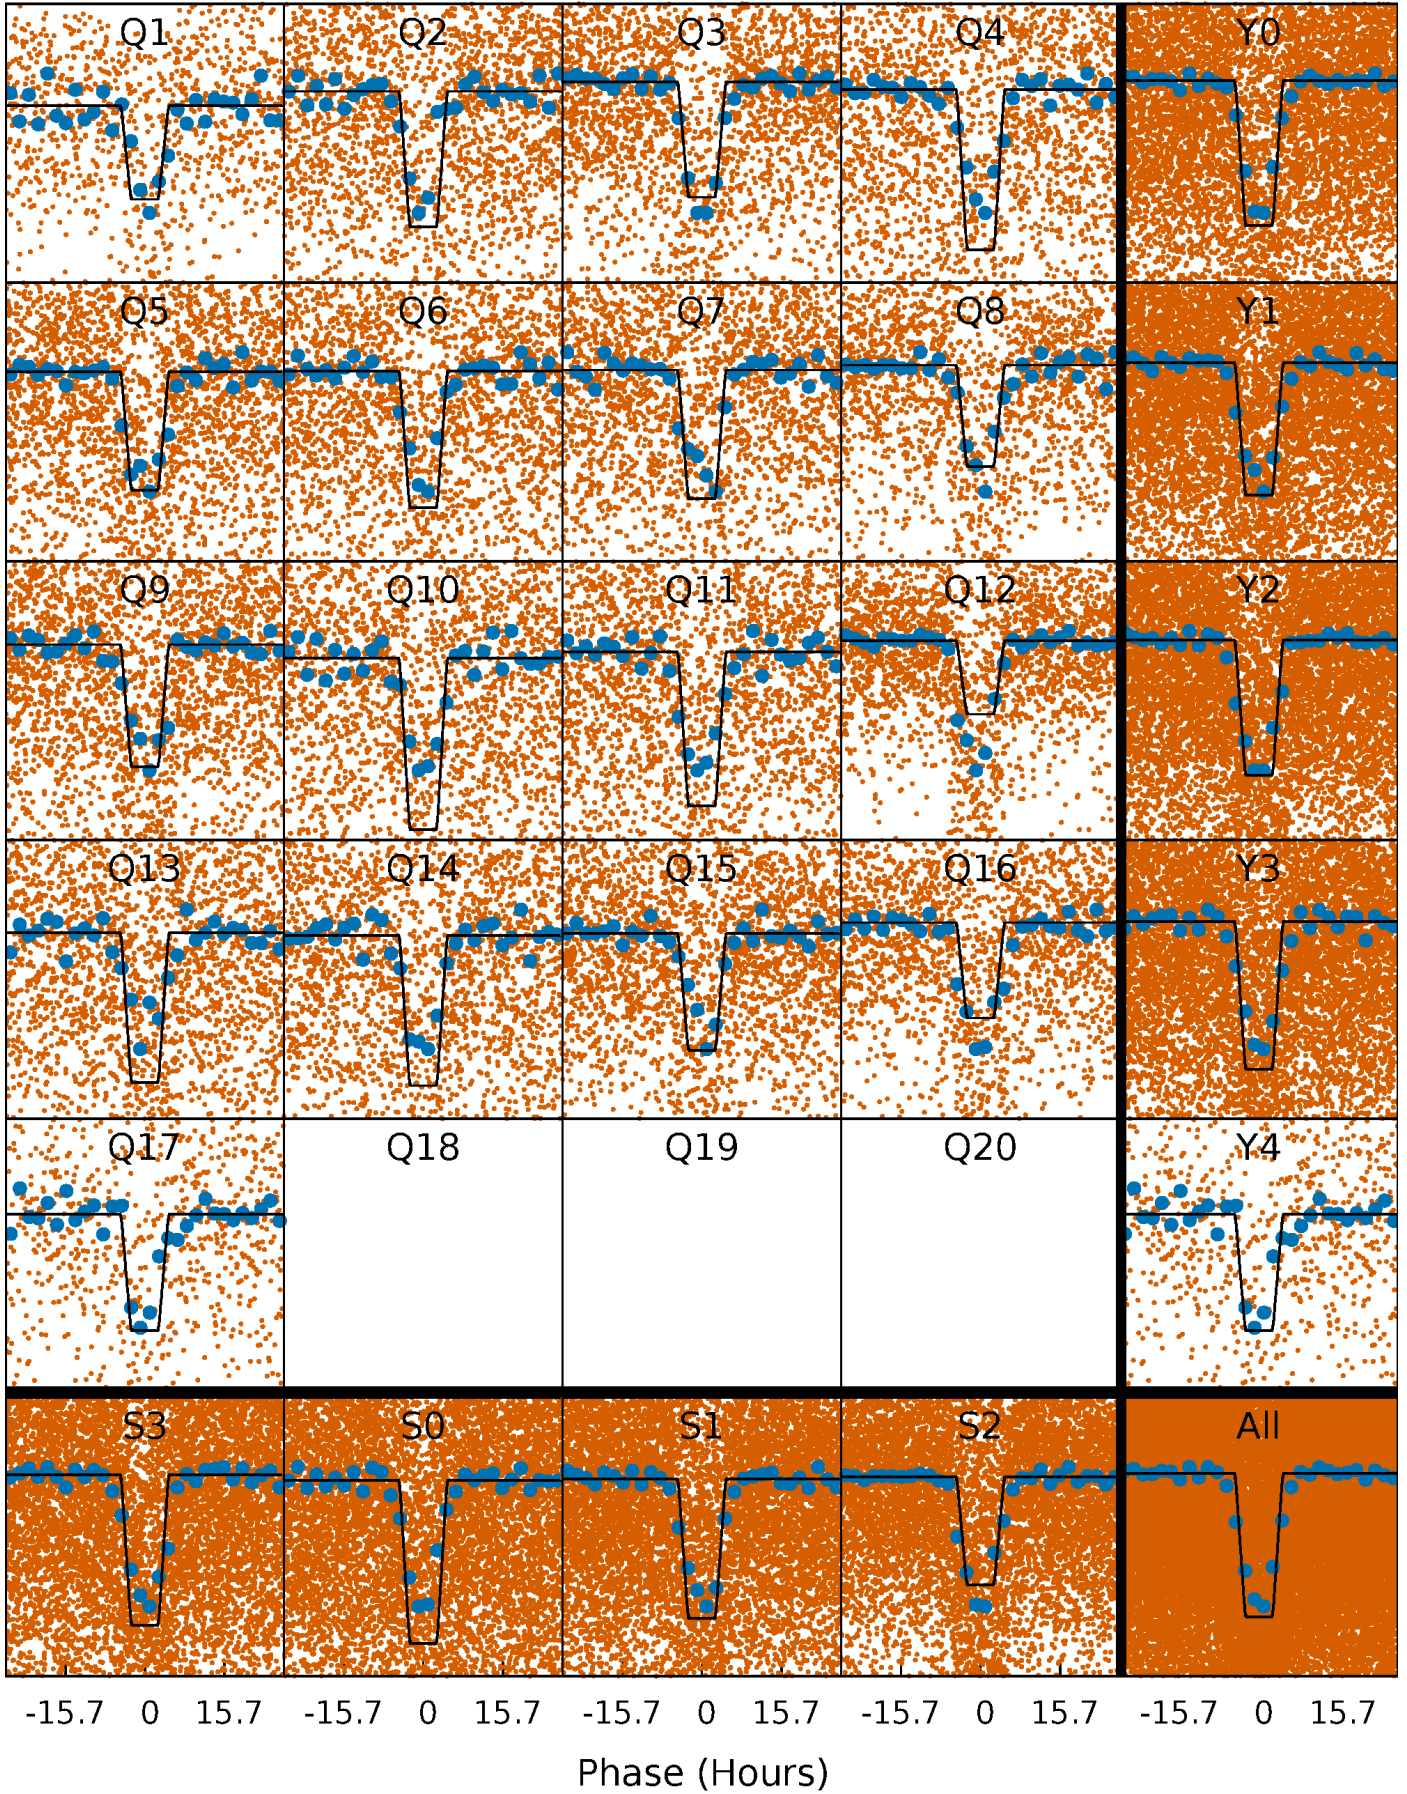 Q1 Q2 Q3 Q4 Y0
Q5 Q6 Q7 Q8 Y1
Q9 Q10 Q11 Q12 Y2
Q13 Q14 Q15 Q16 Y3
Q17 Q18 Q19 Q20 Y4
S3 S0 S1 S2 All
-15.7 0 15.7 -15.7 0 15.7 -15.7 0 15.7 -15.7 0 15.7 -15.7 0 15.7
Phase (Hours)